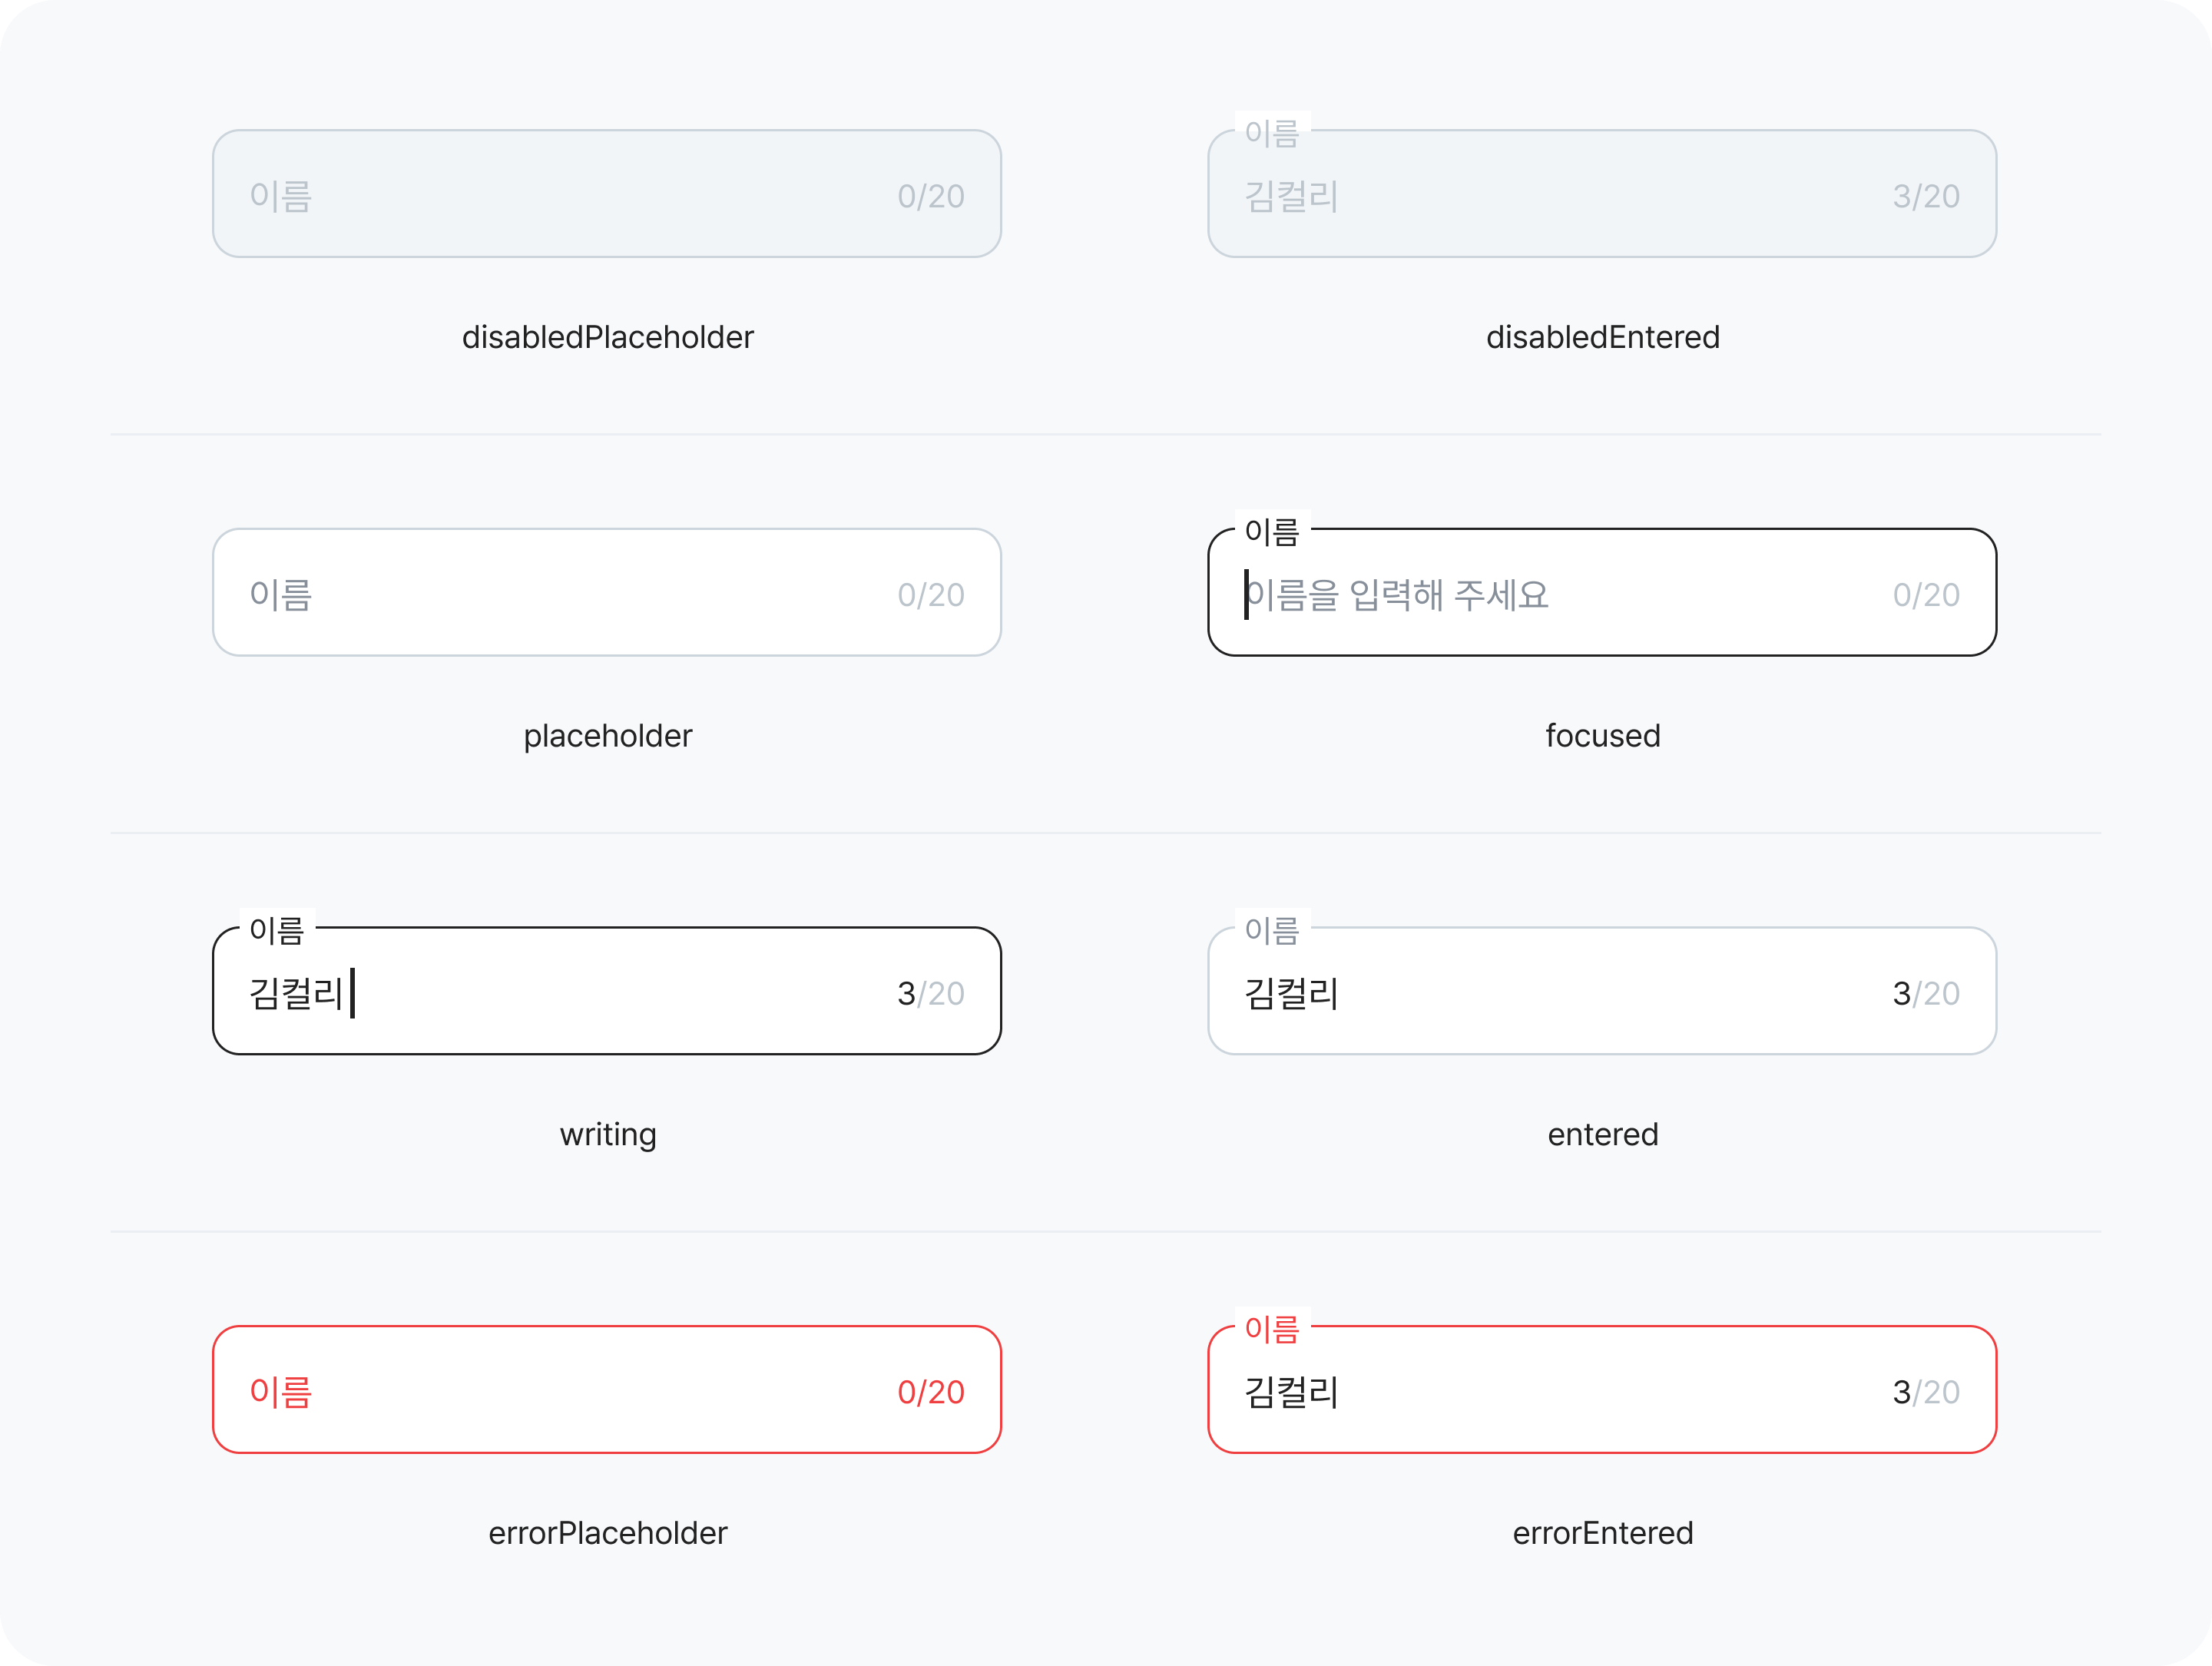 이름 0/20
이름
김컬리 3/20
disabledPlaceholder
disabledEntered
이름 0/20
이름
이름을 입력해 주세요 0/20
placeholder
focused
이름
김컬리 3/20
이름
김컬리 3/20
writing
entered
이름 0/20
이름
김컬리 3/20
errorPlaceholder
errorEntered